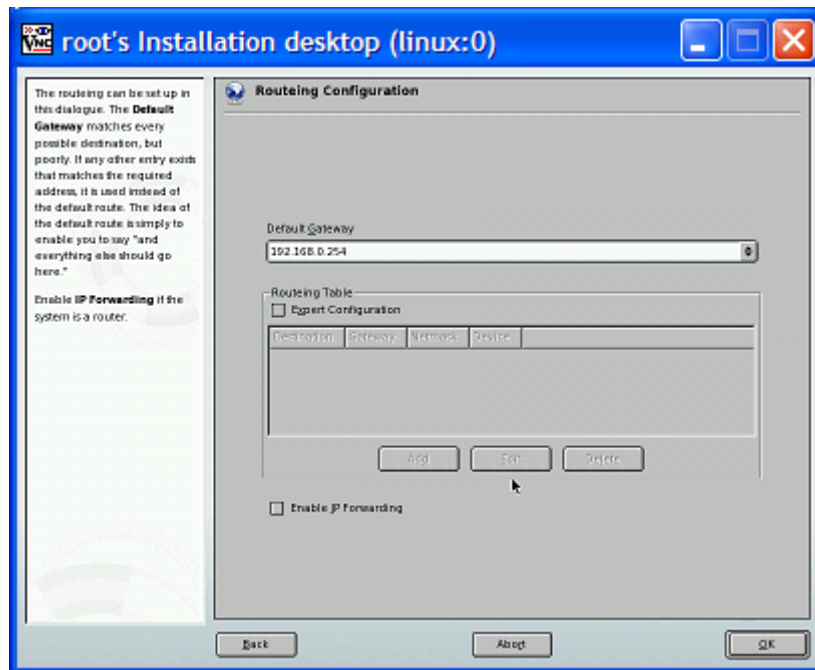 VNC root's Installation desktop (linux:0)
The routeing can be set up in
this dialogue. The Default
Gateway matches every
possible destination, but
poorly. If any other entry exists
that matches the required
address, it is used instead of
the default route. The idea of
the default route is simply to
enable you to say "and
everything else should go
here."
Enable IP Forwarding if the
system is a router.
Routeing Configuration
Default Gateway
192.168.0.254
Routeing Table
Expert Configuration
Destination Gateway Netmask Device
Add Edit Delete
Enable IP Forwarding
Back Abort OK